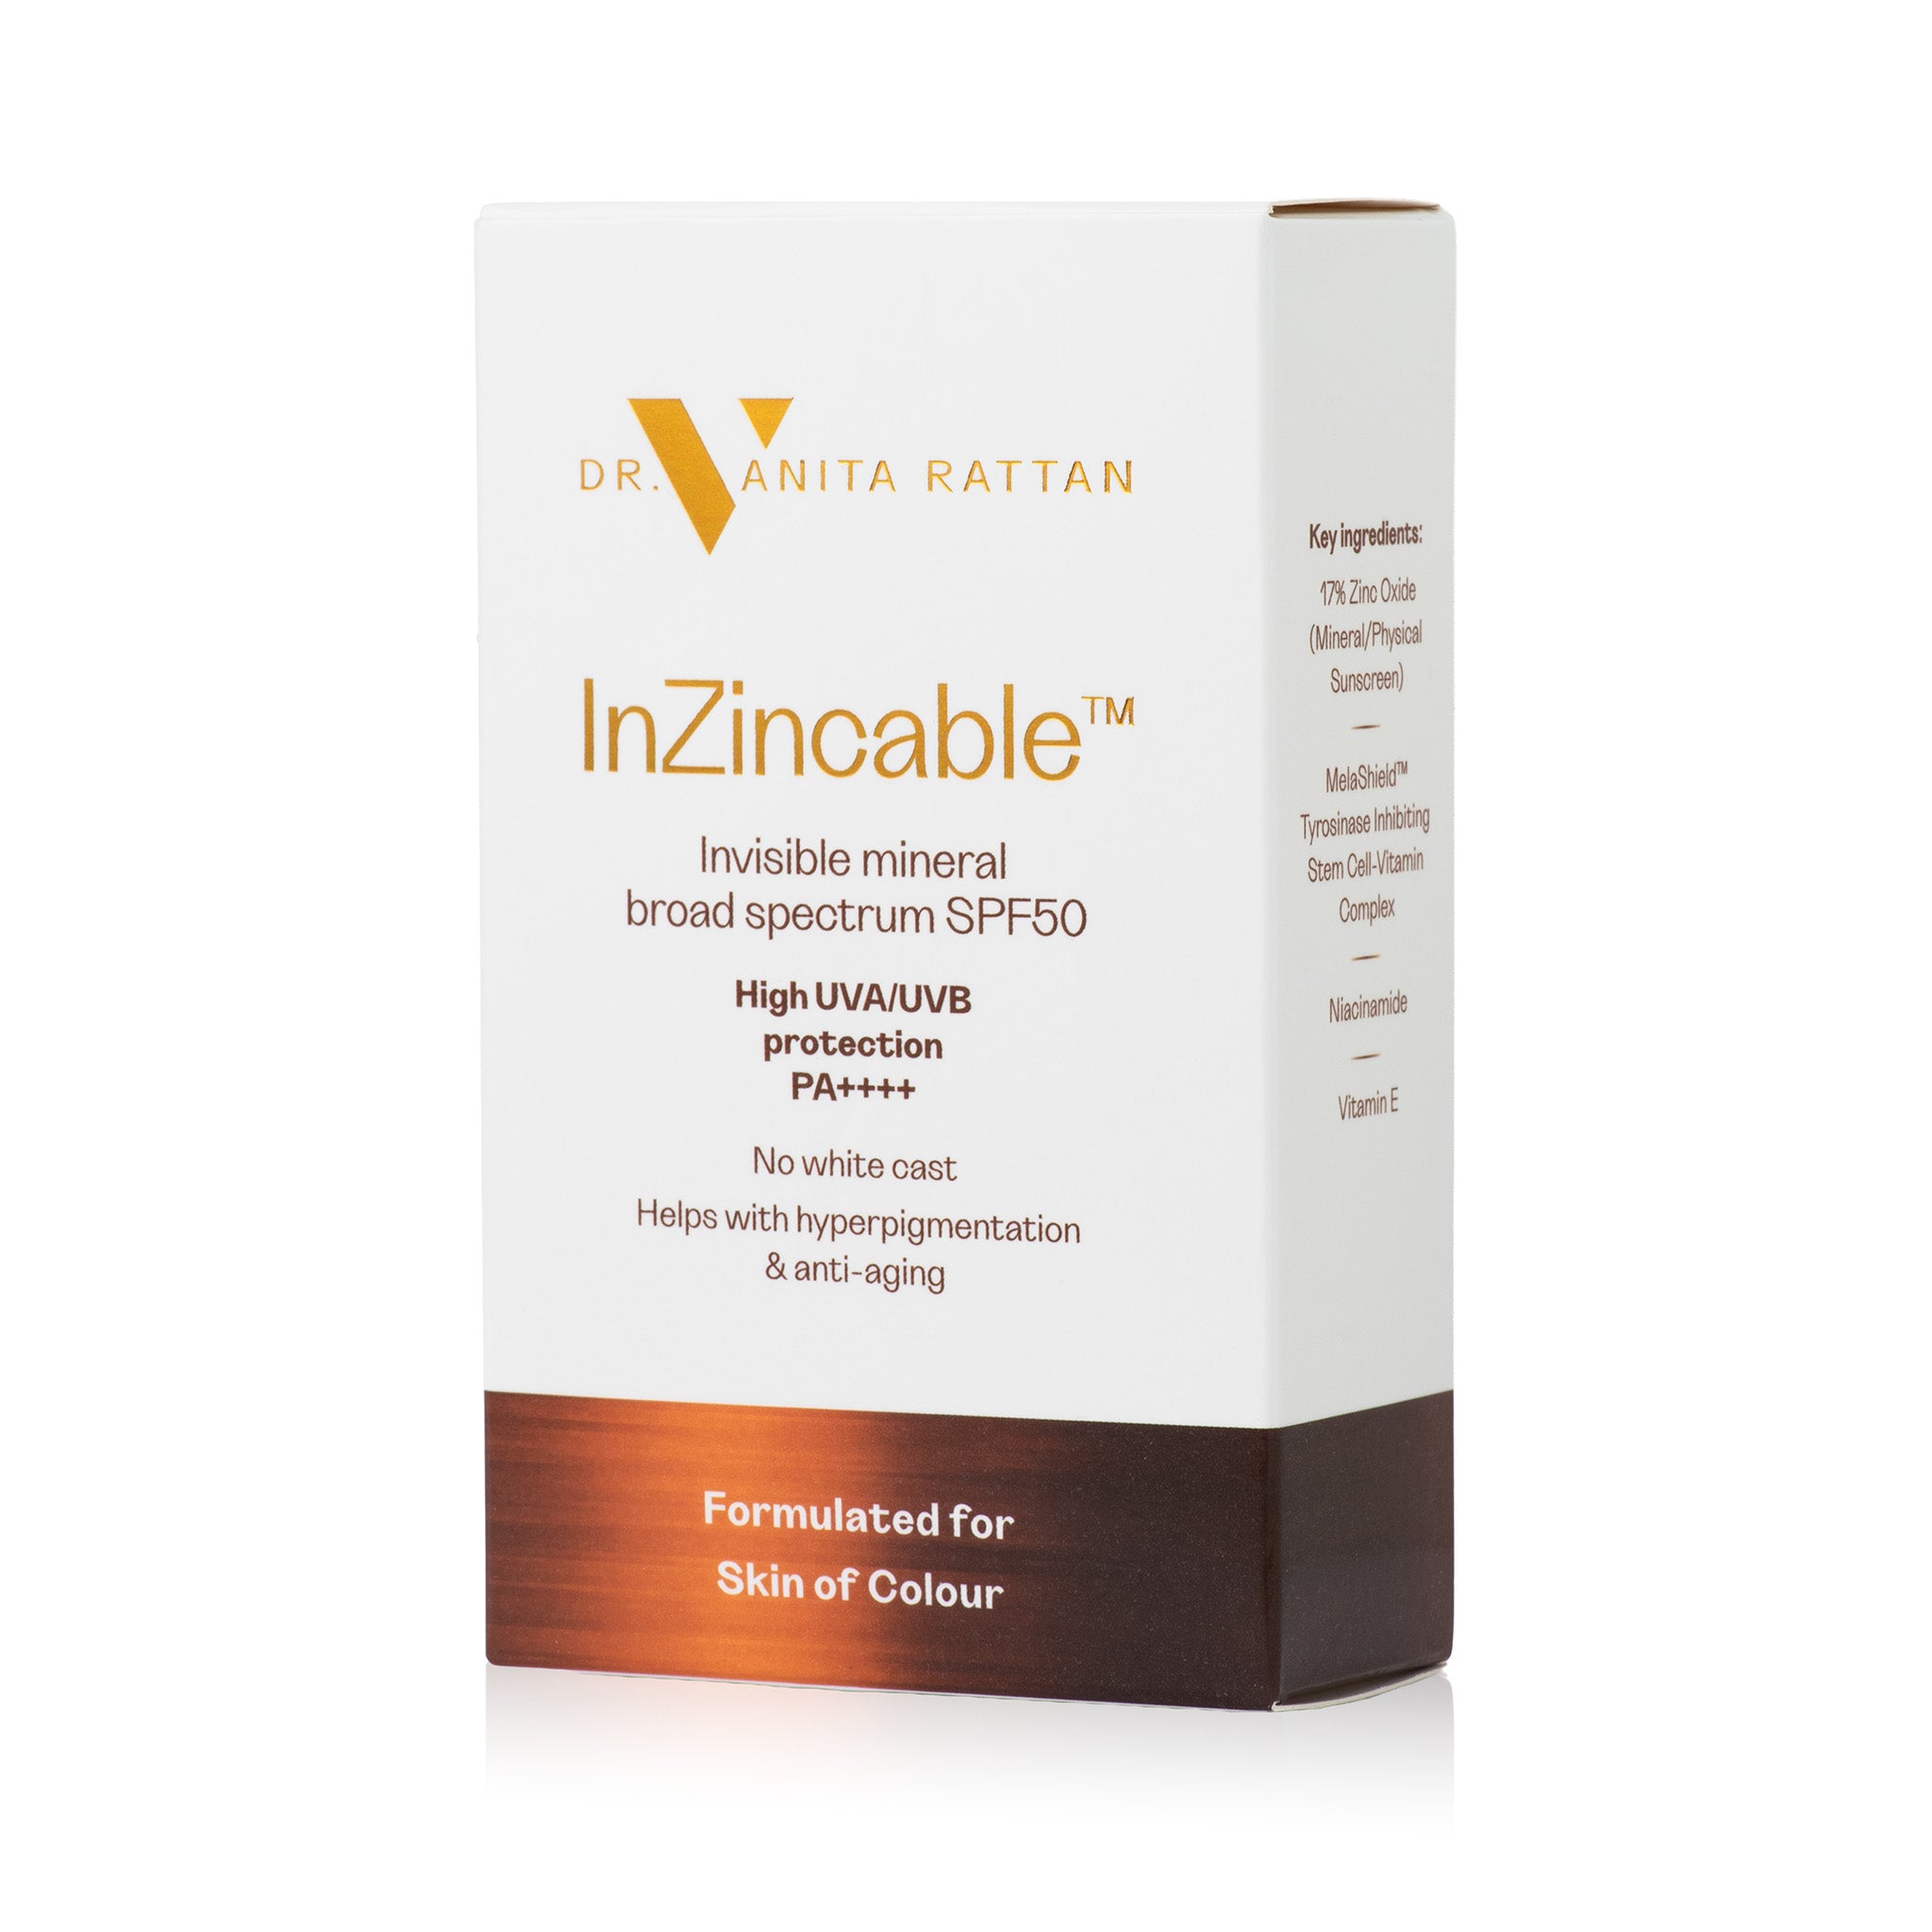 DR. VANITA RATTAN
InZincable™
Invisible mineral
broad spectrum SPF50
High UVA/UVB
protection
PA++++
No white cast
Helps with hyperpigmentation
& anti-aging
Formulated for
Skin of Colour
Key ingredients:
17% Zinc Oxide
(Mineral/Physical
Sunscreen)
MelaShield™
Tyrosinase Inhibiting
Stem Cell-Vitamin
Complex
Niacinamide
Vitamin E